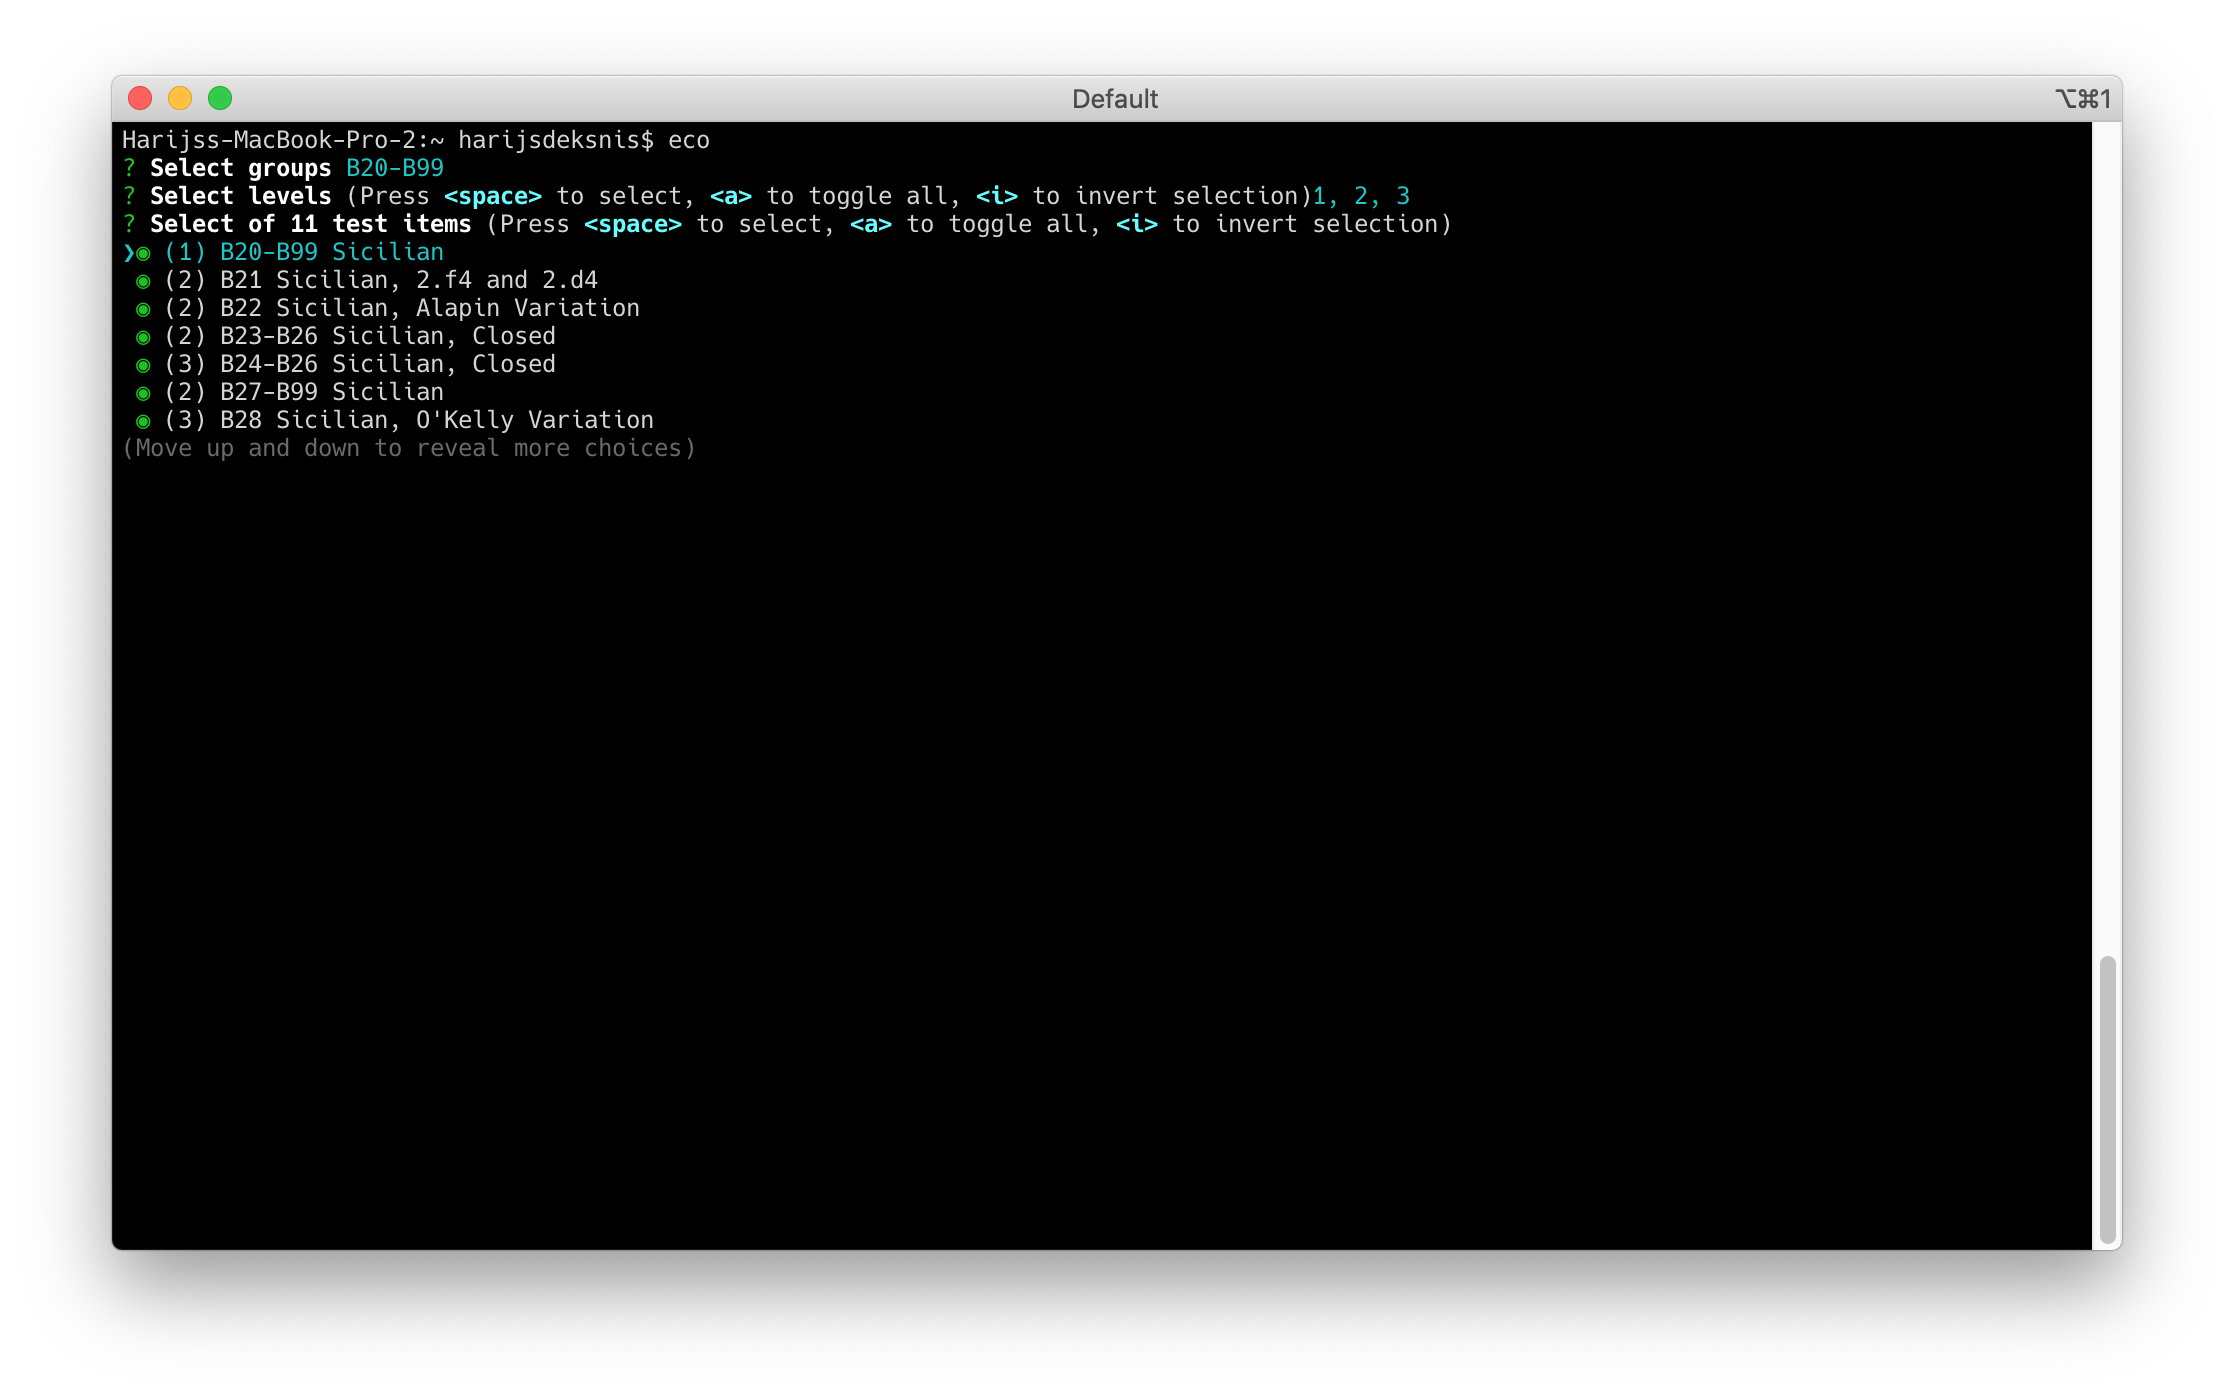 Default
⌥⌘1
Harijss-MacBook-Pro-2:~ harijsdeksnis$ eco
? Select groups B20-B99
? Select levels (Press <space> to select, <a> to toggle all, <i> to invert selection)1, 2, 3
? Select of 11 test items (Press <space> to select, <a> to toggle all, <i> to invert selection)
❯◉ (1) B20-B99 Sicilian
◉ (2) B21 Sicilian, 2.f4 and 2.d4
◉ (2) B22 Sicilian, Alapin Variation
◉ (2) B23-B26 Sicilian, Closed
◉ (3) B24-B26 Sicilian, Closed
◉ (2) B27-B99 Sicilian
◉ (3) B28 Sicilian, O'Kelly Variation
(Move up and down to reveal more choices)